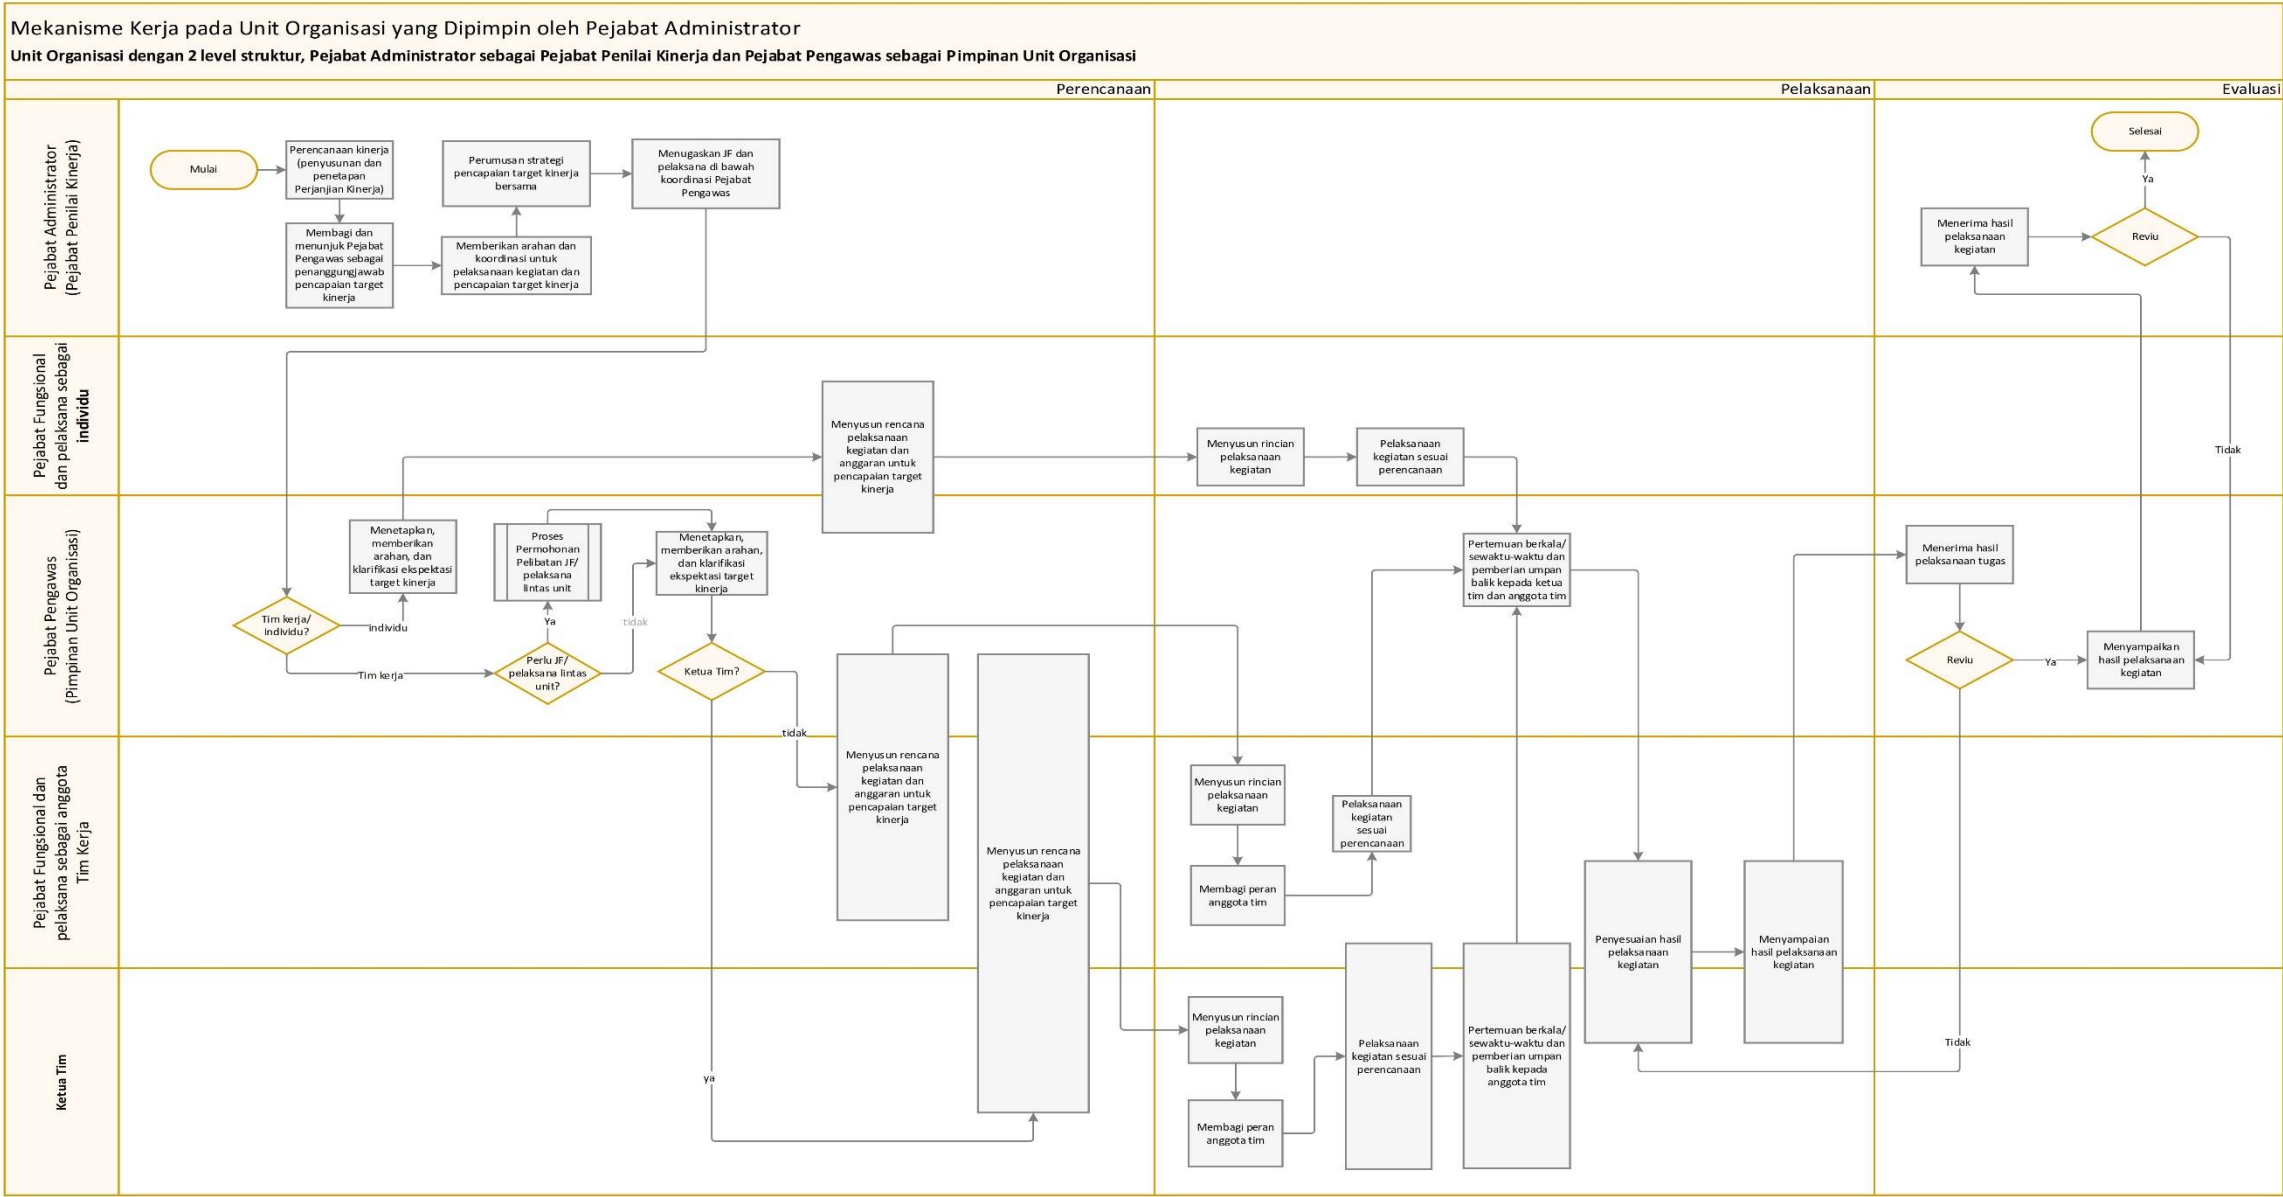 Mekanisme Kerja pada Unit Organisasi yang Dipimpin oleh Pejabat Administrator
Unit Organisasi dengan 2 level struktur, Pejabat Administrator sebagai Pejabat Penilai Kinerja dan Pejabat Pengawas sebagai Pimpinan Unit Organisasi
Perencanaan
Pelaksanaan
Evaluasi
Pejabat Administrator
(Pejabat Penilai Kinerja)
Mulai
Perencanaan kinerja
(penyusunan dan
penetapan
Perjanjian Kinerja)
Membagi dan
menunjuk Pejabat
Pengawas sebagai
penanggungjawab
pencapaian target
kinerja
Memberikan arahan dan
koordinasi untuk
pelaksanaan kegiatan dan
pencapaian target kinerja
Perumusan strategi
pencapaian target kinerja
bersama
Menugaskan JF dan
pelaksana di bawah
koordinasi Pejabat
Pengawas
Menerima hasil
pelaksanaan
kegiatan
Reviu
Ya
Selesai
Tidak
Pejabat Fungsional
dan pelaksana sebagai
individu
Menyusun rencana
pelaksanaan
kegiatan dan
anggaran untuk
pencapaian target
kinerja
Menyusun rincian
pelaksanaan
kegiatan
Pelaksanaan
kegiatan sesuai
perencanaan
Pejabat Pengawas
(Pimpinan Unit Organisasi)
Tim kerja/
individu?
individu
Tim kerja
Menetapkan,
memberikan
arahan, dan
klarifikasi ekspektasi
target kinerja
Proses
Permohonan
Pelibatan JF/
pelaksana
lintas unit
Ya
Perlu JF/
pelaksana lintas
unit?
tidak
Menetapkan,
memberikan arahan,
dan klarifikasi
ekspektasi target
kinerja
Ketua Tim?
tidak
ya
Pertemuan berkala/
sewaktu-waktu dan
pemberian umpan
balik kepada ketua
tim dan anggota tim
Menerima hasil
pelaksanaan tugas
Reviu
Ya
Menyampaikan
hasil pelaksanaan
kegiatan
Tidak
Pejabat Fungsional dan
pelaksana sebagai anggota
Tim Kerja
Menyusun rencana
pelaksanaan
kegiatan dan
anggaran untuk
pencapaian target
kinerja
Menyusun rencana
pelaksanaan
kegiatan dan
anggaran untuk
pencapaian target
kinerja
Menyusun rincian
pelaksanaan
kegiatan
Membagi peran
anggota tim
Pelaksanaan
kegiatan
sesuai
perencanaan
Penyesuaian hasil
pelaksanaan
kegiatan
Menyampaian
hasil pelaksanaan
kegiatan
Ketua Tim
Menyusun rincian
pelaksanaan
kegiatan
Membagi peran
anggota tim
Pelaksanaan
kegiatan sesuai
perencanaan
Pertemuan berkala/
sewaktu-waktu dan
pemberian umpan
balik kepada
anggota tim